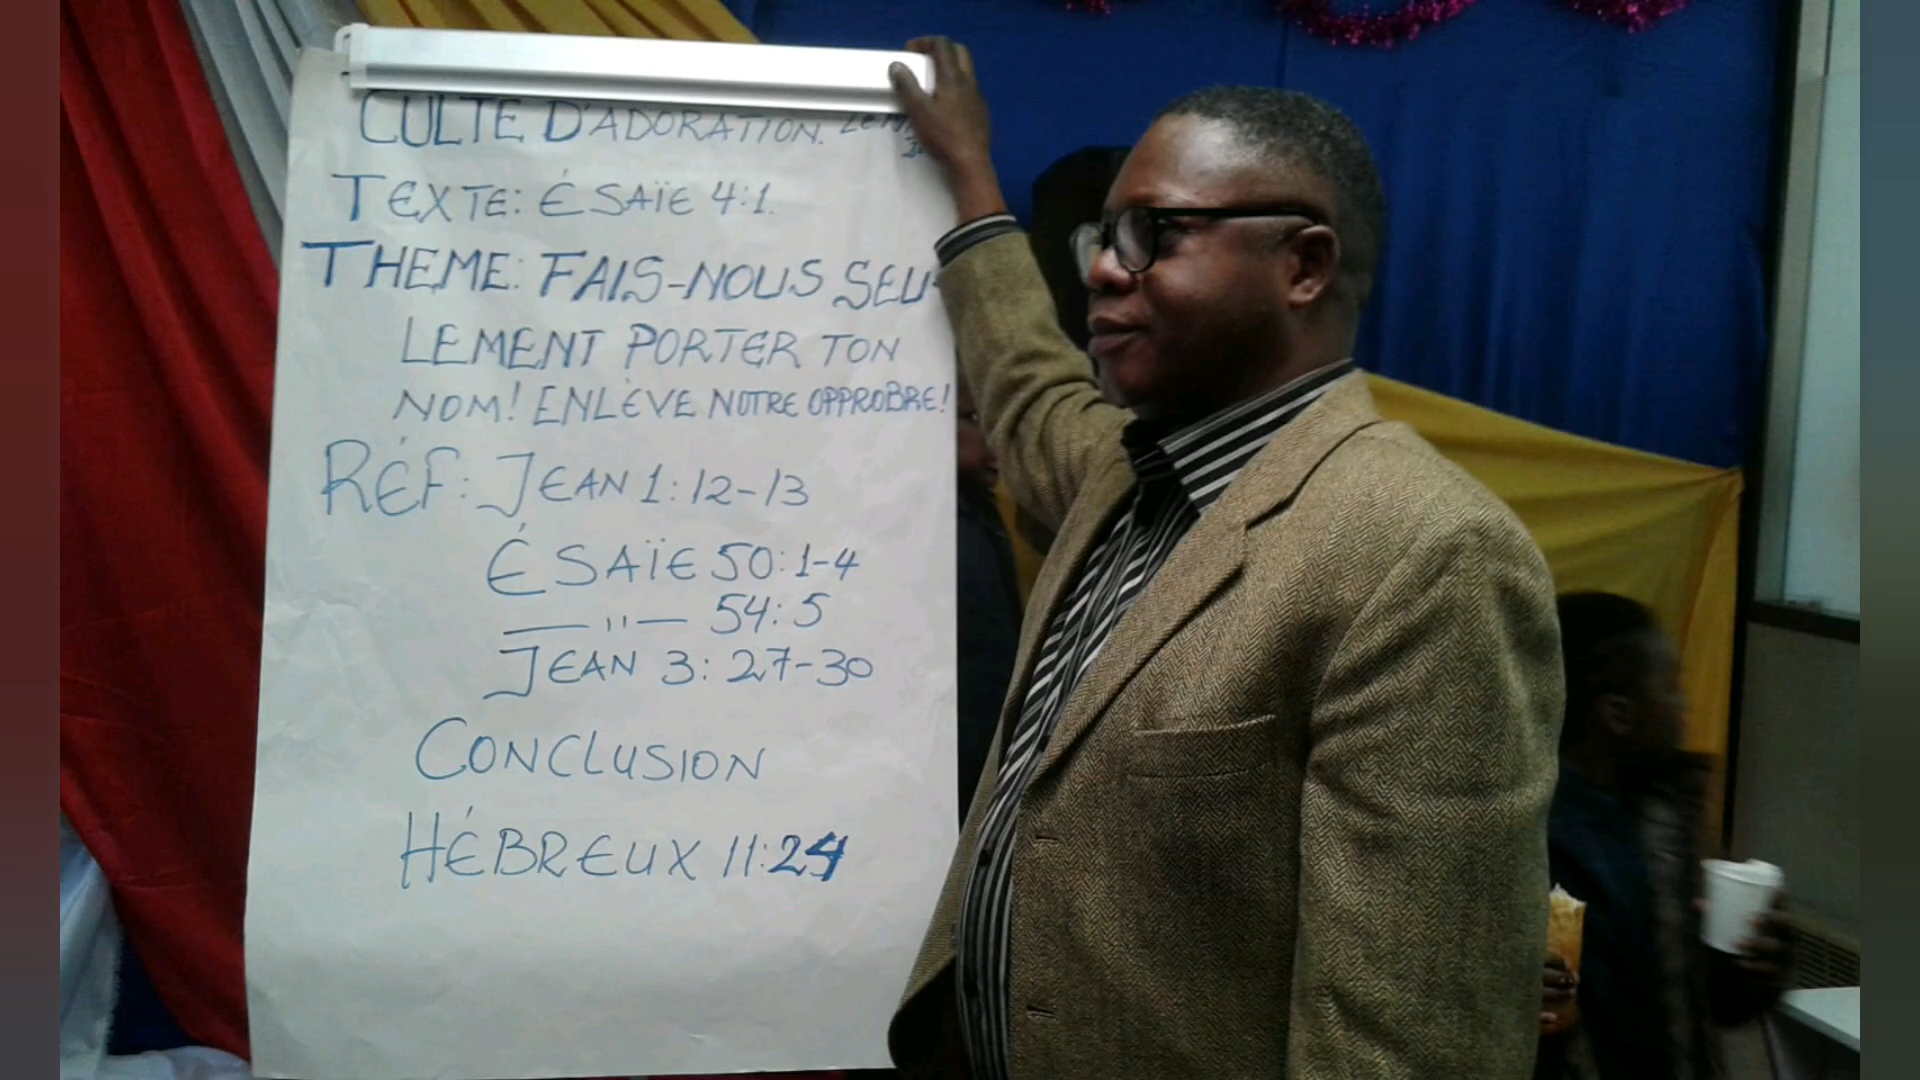 CULTE D'ADORATION.
TEXTE: ÉSAÏE 4:1.
THEME: FAIS-NOUS SEU-
LEMENT PORTER TON
NOM! ENLÈVE NOTRE OPPROBRE!
RÉF: JEAN 1:12-13
ÉSAÏE 50:1-4
—"— 54:5
JEAN 3:27-30
CONCLUSION
HÉBREUX 11:24